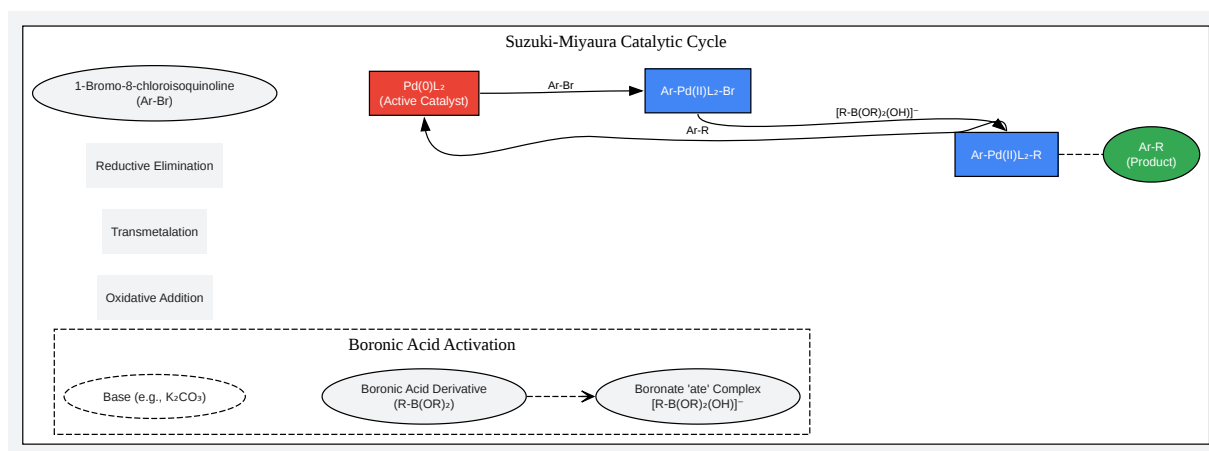 Suzuki-Miyaura Catalytic Cycle
1-Bromo-8-chloroisoquinoline
(Ar-Br)
Pd(0)L₂
(Active Catalyst)
Ar-Br
Ar-Pd(II)L₂-Br
[R-B(OR)₂(OH)]⁻
Ar-R
Ar-Pd(II)L₂-R
Ar-R
(Product)
Reductive Elimination
Transmetalation
Oxidative Addition
Boronic Acid Activation
Base (e.g., K₂CO₃)
Boronic Acid Derivative
(R-B(OR)₂)
Boronate 'ate' Complex
[R-B(OR)₂(OH)]⁻